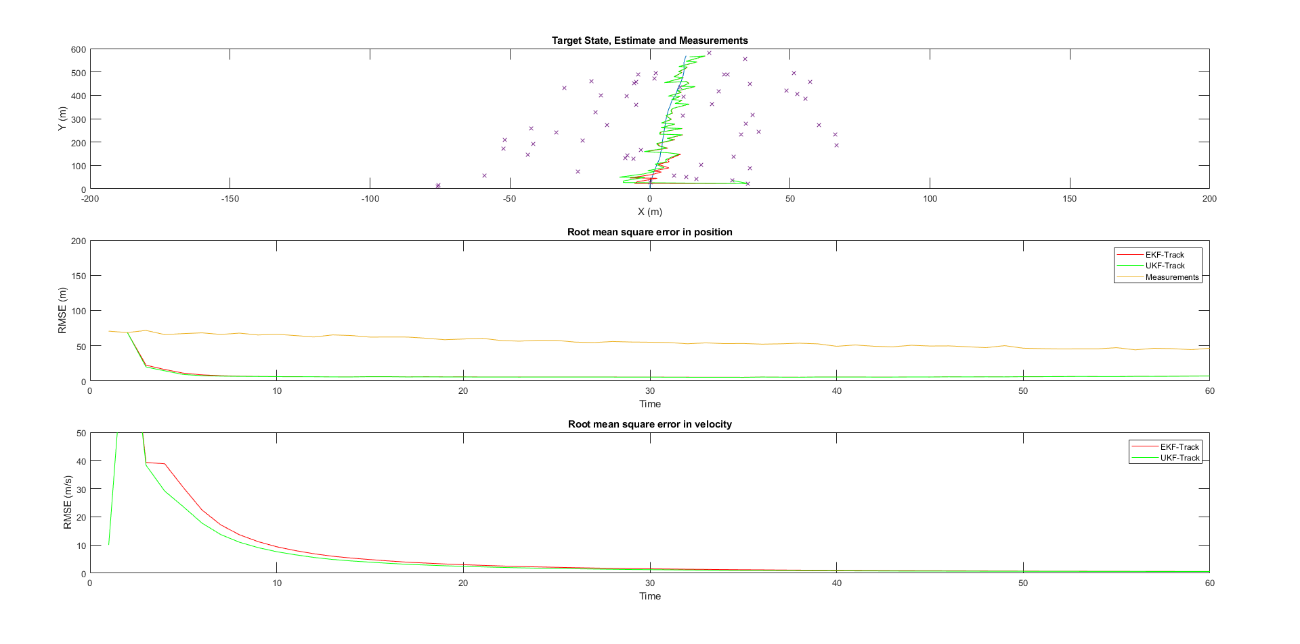 Target State, Estimate and Measurements
600
500
400
300
200
100
0
Y (m)
-200 -150 -100 -50 0 50 100 150 200
X (m)
Root mean square error in position
200
150
100
50
0
RMSE (m)
EKF-Track
UKF-Track
Measurements
0 10 20 30 40 50 60
Time
Root mean square error in velocity
50
40
30
20
10
0
RMSE (m/s)
EKF-Track
UKF-Track
0 10 20 30 40 50 60
Time